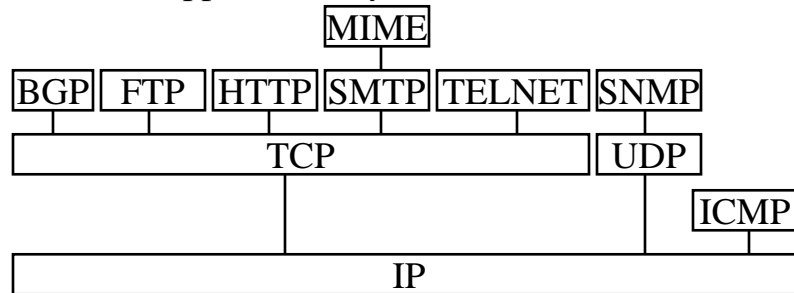 MIME
BGP FTP HTTP SMTP TELNET SNMP
TCP UDP
ICMP
IP